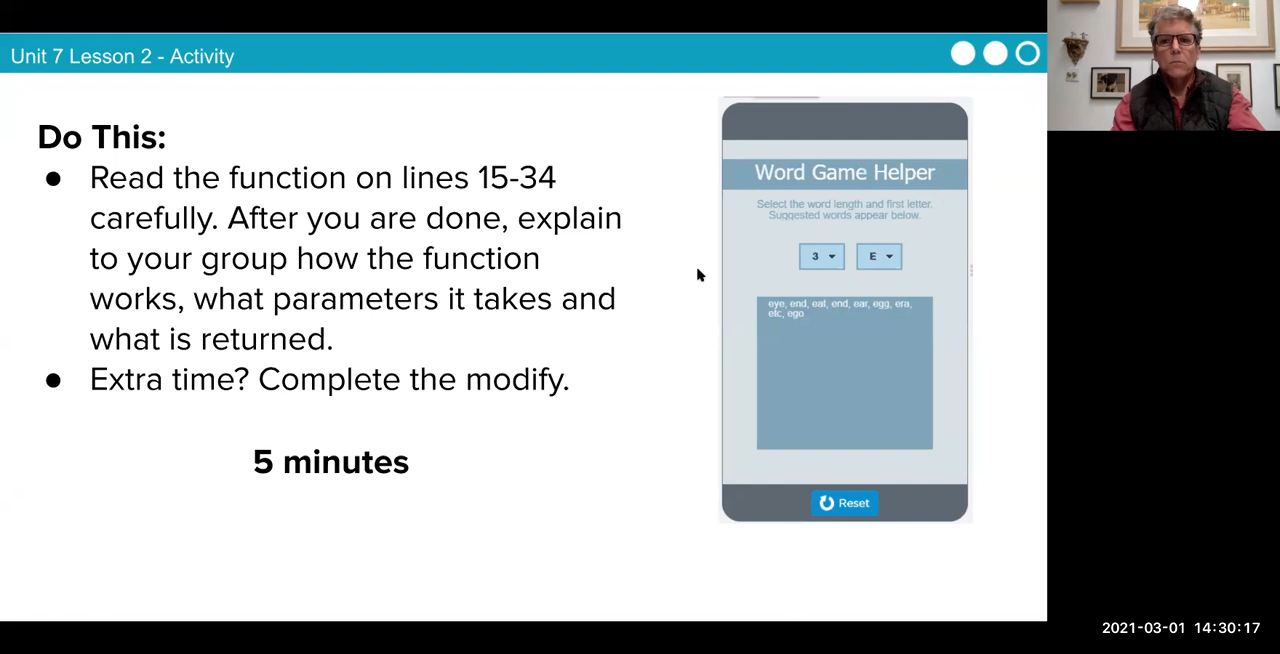 Unit 7 Lesson 2 - Activity
Do This:
● Read the function on lines 15-34
carefully. After you are done, explain
to your group how the function
works, what parameters it takes and
what is returned.
● Extra time? Complete the modify.
5 minutes
Word Game Helper
Select the word length and first letter.
Suggested words appear below.
3 E
eye, end, eat, end, ear, egg, era,
etc, ego
Reset
2021-03-01 14:30:17